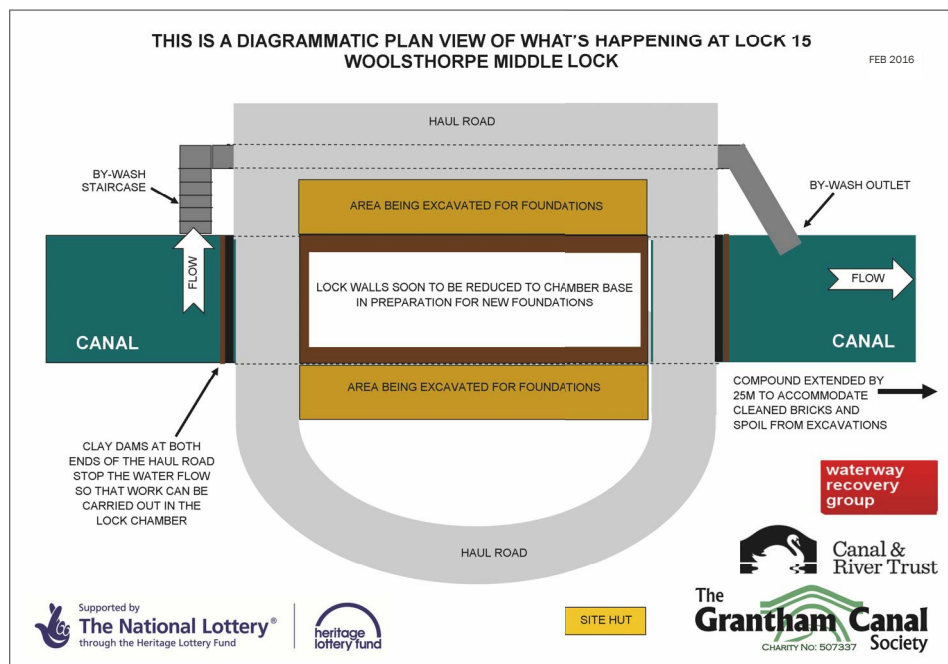 THIS IS A DIAGRAMMATIC PLAN VIEW OF WHAT'S HAPPENING AT LOCK 15
WOOLSTHORPE MIDDLE LOCK
FEB 2016
HAUL ROAD
BY-WASH
STAIRCASE
BY-WASH OUTLET
AREA BEING EXCAVATED FOR FOUNDATIONS
FLOW
LOCK WALLS SOON TO BE REDUCED TO CHAMBER BASE
IN PREPARATION FOR NEW FOUNDATIONS
FLOW
CANAL
CANAL
AREA BEING EXCAVATED FOR FOUNDATIONS
COMPOUND EXTENDED BY
25M TO ACCOMMODATE
CLEANED BRICKS AND
SPOIL FROM EXCAVATIONS
CLAY DAMS AT BOTH
ENDS OF THE HAUL ROAD
STOP THE WATER FLOW
SO THAT WORK CAN BE
CARRIED OUT IN THE
LOCK CHAMBER
HAUL ROAD
waterway
recovery
group
Canal &
River Trust
Supported by
The National Lottery®
through the Heritage Lottery Fund
heritage
lottery fund
SITE HUT
The
Grantham Canal
Society
CHARITY No: 507337